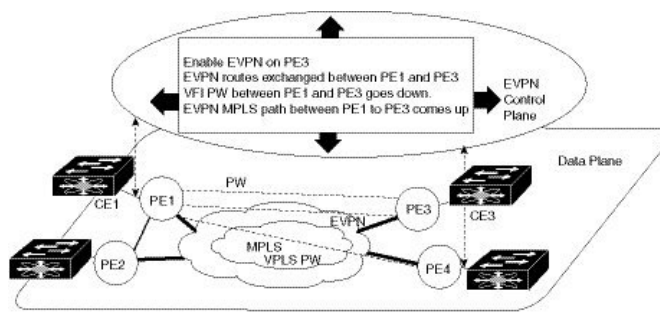 Enable EVPN on PE3
EVPN routes exchanged between PE1 and PE3
VFI PW between PE1 and PE3 goes down.
EVPN MPLS path between PE1 to PE3 comes up
EVPN
Control
Plane
Data Plane
CE1
PW
PE1
PE3
CE3
EVPN
MPLS
VPLS PW
PE2
PE4